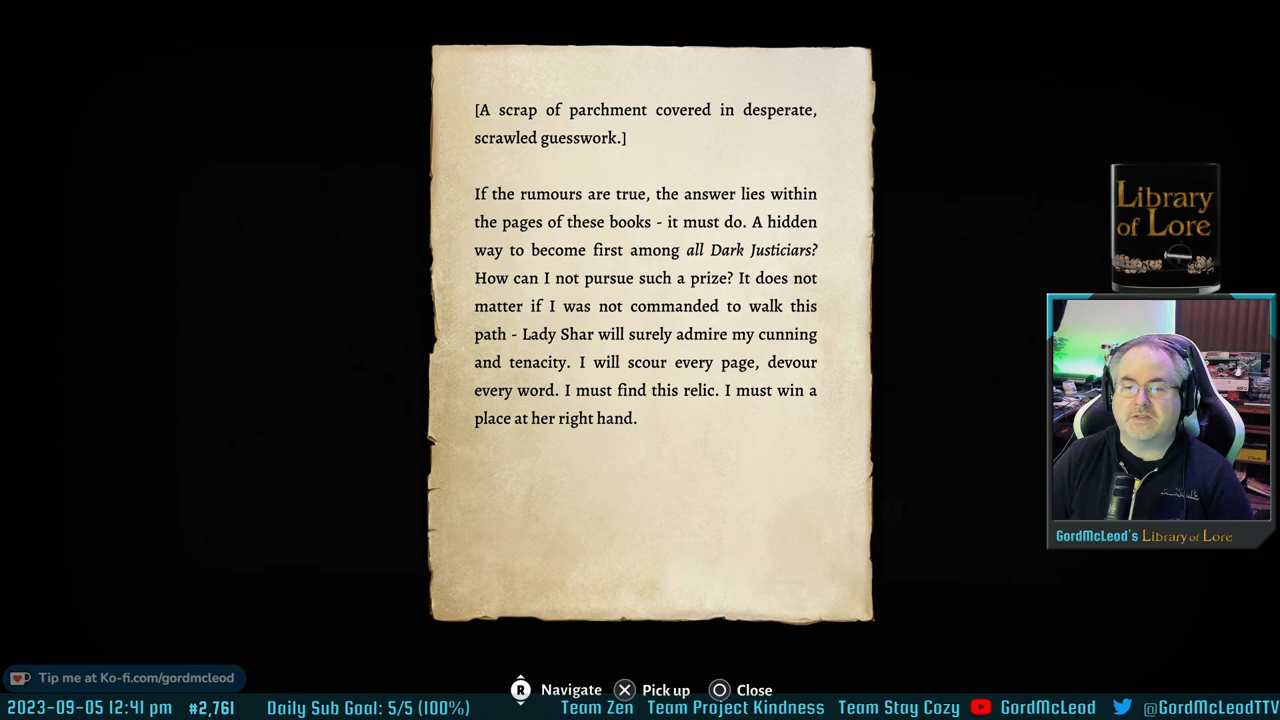 [A scrap of parchment covered in desperate,
scrawled guesswork.]
If the rumours are true, the answer lies within
the pages of these books - it must do. A hidden
way to become first among all Dark Justiciars?
How can I not pursue such a prize? It does not
matter if I was not commanded to walk this
path - Lady Shar will surely admire my cunning
and tenacity. I will scour every page, devour
every word. I must find this relic. I must win a
place at her right hand.
Library
of Lore
GordMcLeod's Library of Lore
Tip me at Ko-fi.com/gordmcleod
R Navigate Pick up Close
2023-09-05 12:41 pm #2,761 Daily Sub Goal: 5/5 (100%) Team Zen Team Project Kindness Team Stay Cozy GordMcLeod @GordMcLeodTTV